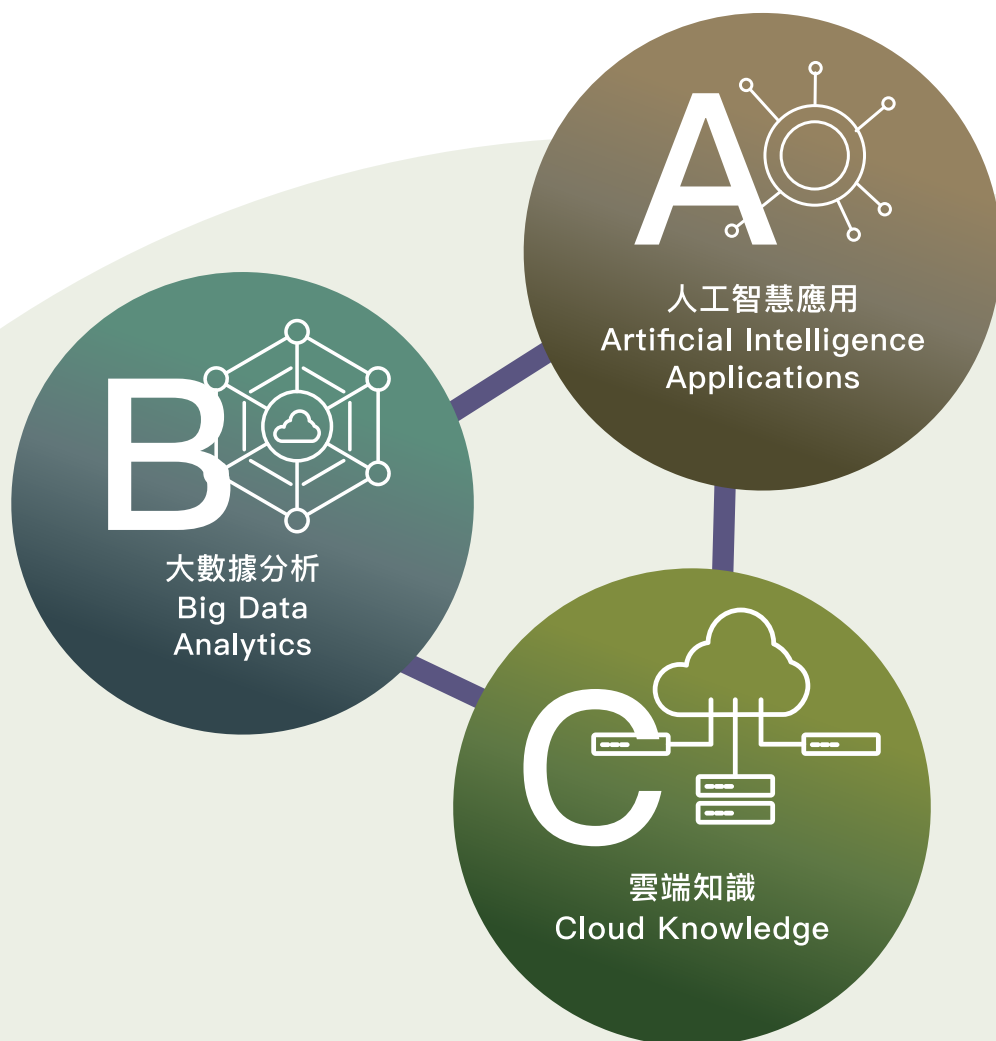 A
人工智慧應用
Artificial Intelligence
Applications
B
大數據分析
Big Data
Analytics
C
雲端知識
Cloud Knowledge